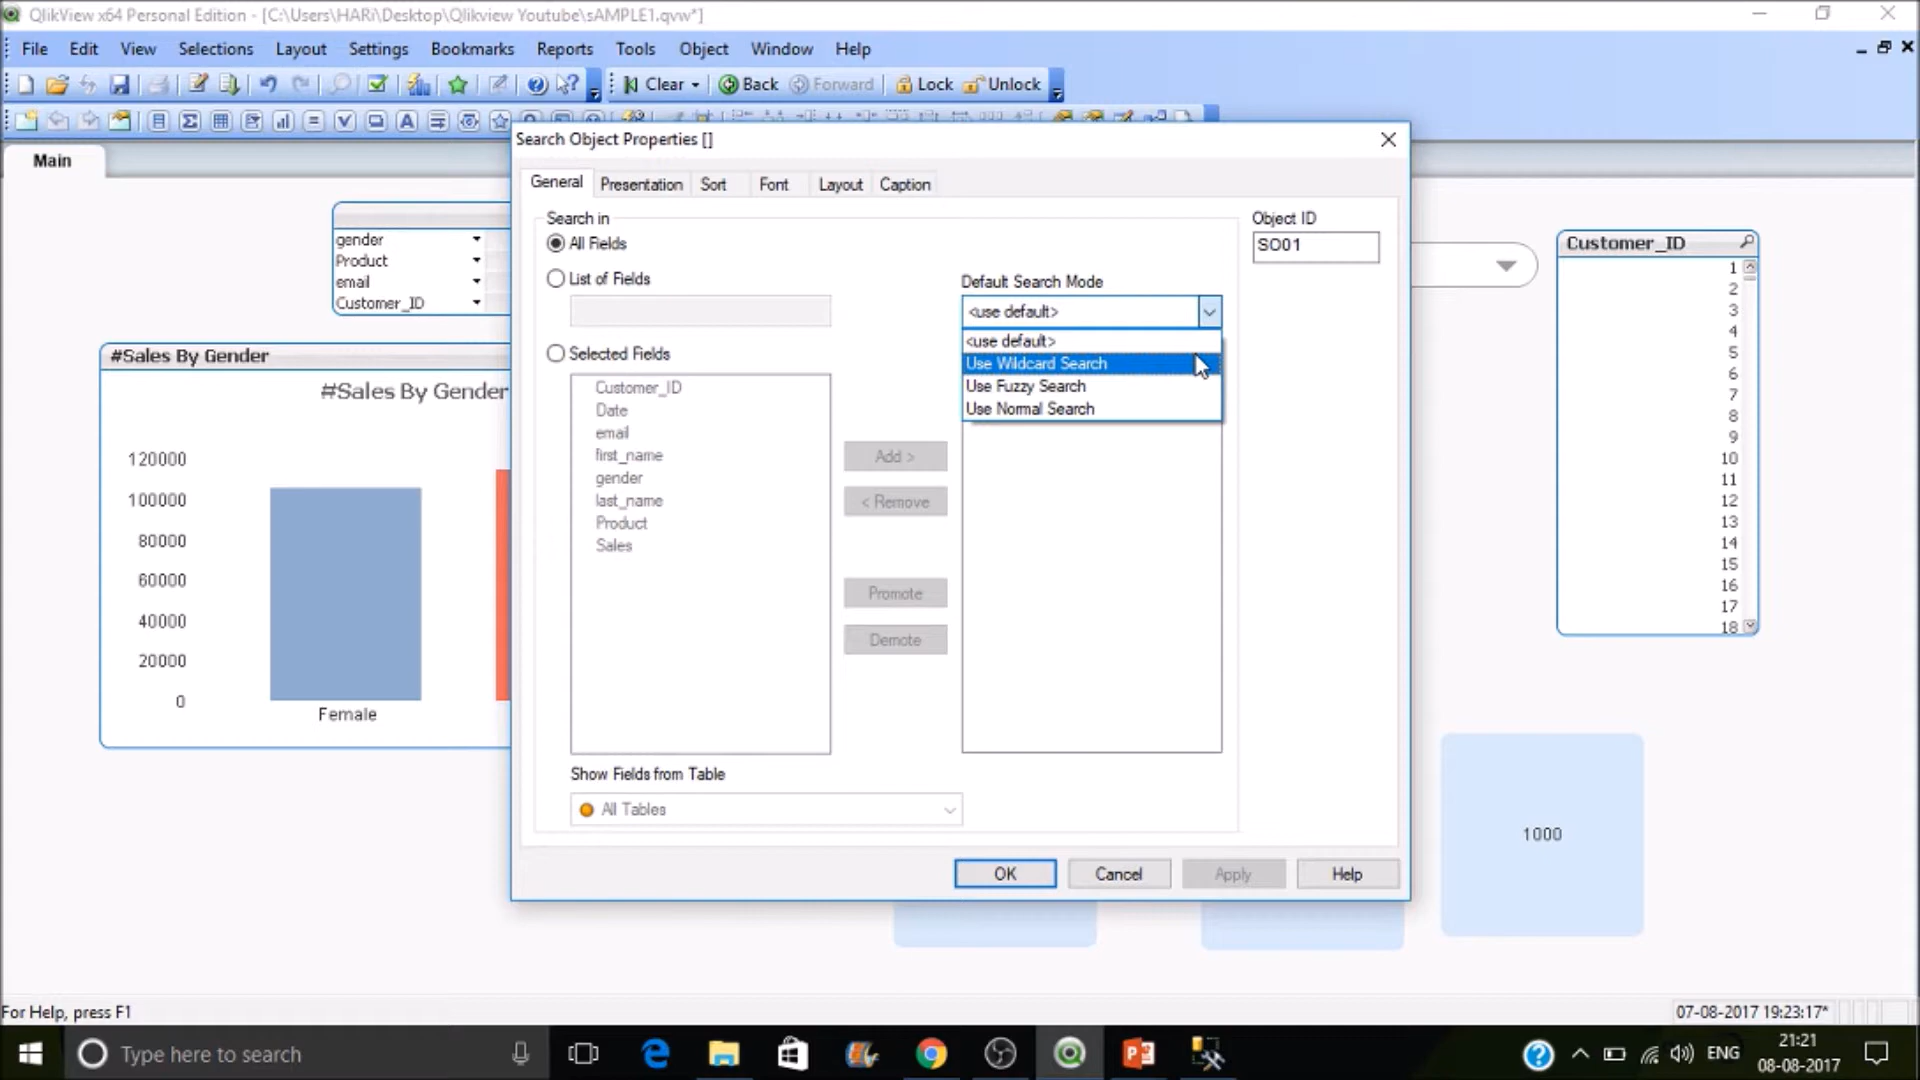 QlikView x64 Personal Edition - [C:\Users\HARi\Desktop\Qlikview Youtube\sAMPLE1.qvw*]
File Edit View Selections Layout Settings Bookmarks Reports Tools Object Window Help
Clear Back Forward Lock Unlock
Main
Search Object Properties []
General Presentation Sort Font Layout Caption
gender
Product
email
Customer_ID
#Sales By Gender
#Sales By Gender
120000
100000
80000
60000
40000
20000
0
Female
Search in
All Fields
List of Fields
Selected Fields
Customer_ID
Date
email
first_name
gender
last_name
Product
Sales
Add >
< Remove
Promote
Demote
Default Search Mode
<use default>
<use default>
Use Wildcard Search
Use Fuzzy Search
Use Normal Search
Object ID
SO01
Show Fields from Table
All Tables
OK Cancel Apply Help
Customer_ID
1
2
3
4
5
6
7
8
9
10
11
12
13
14
15
16
17
18
1000
For Help, press F1
07-08-2017 19:23:17*
Type here to search
ENG
21:21
08-08-2017